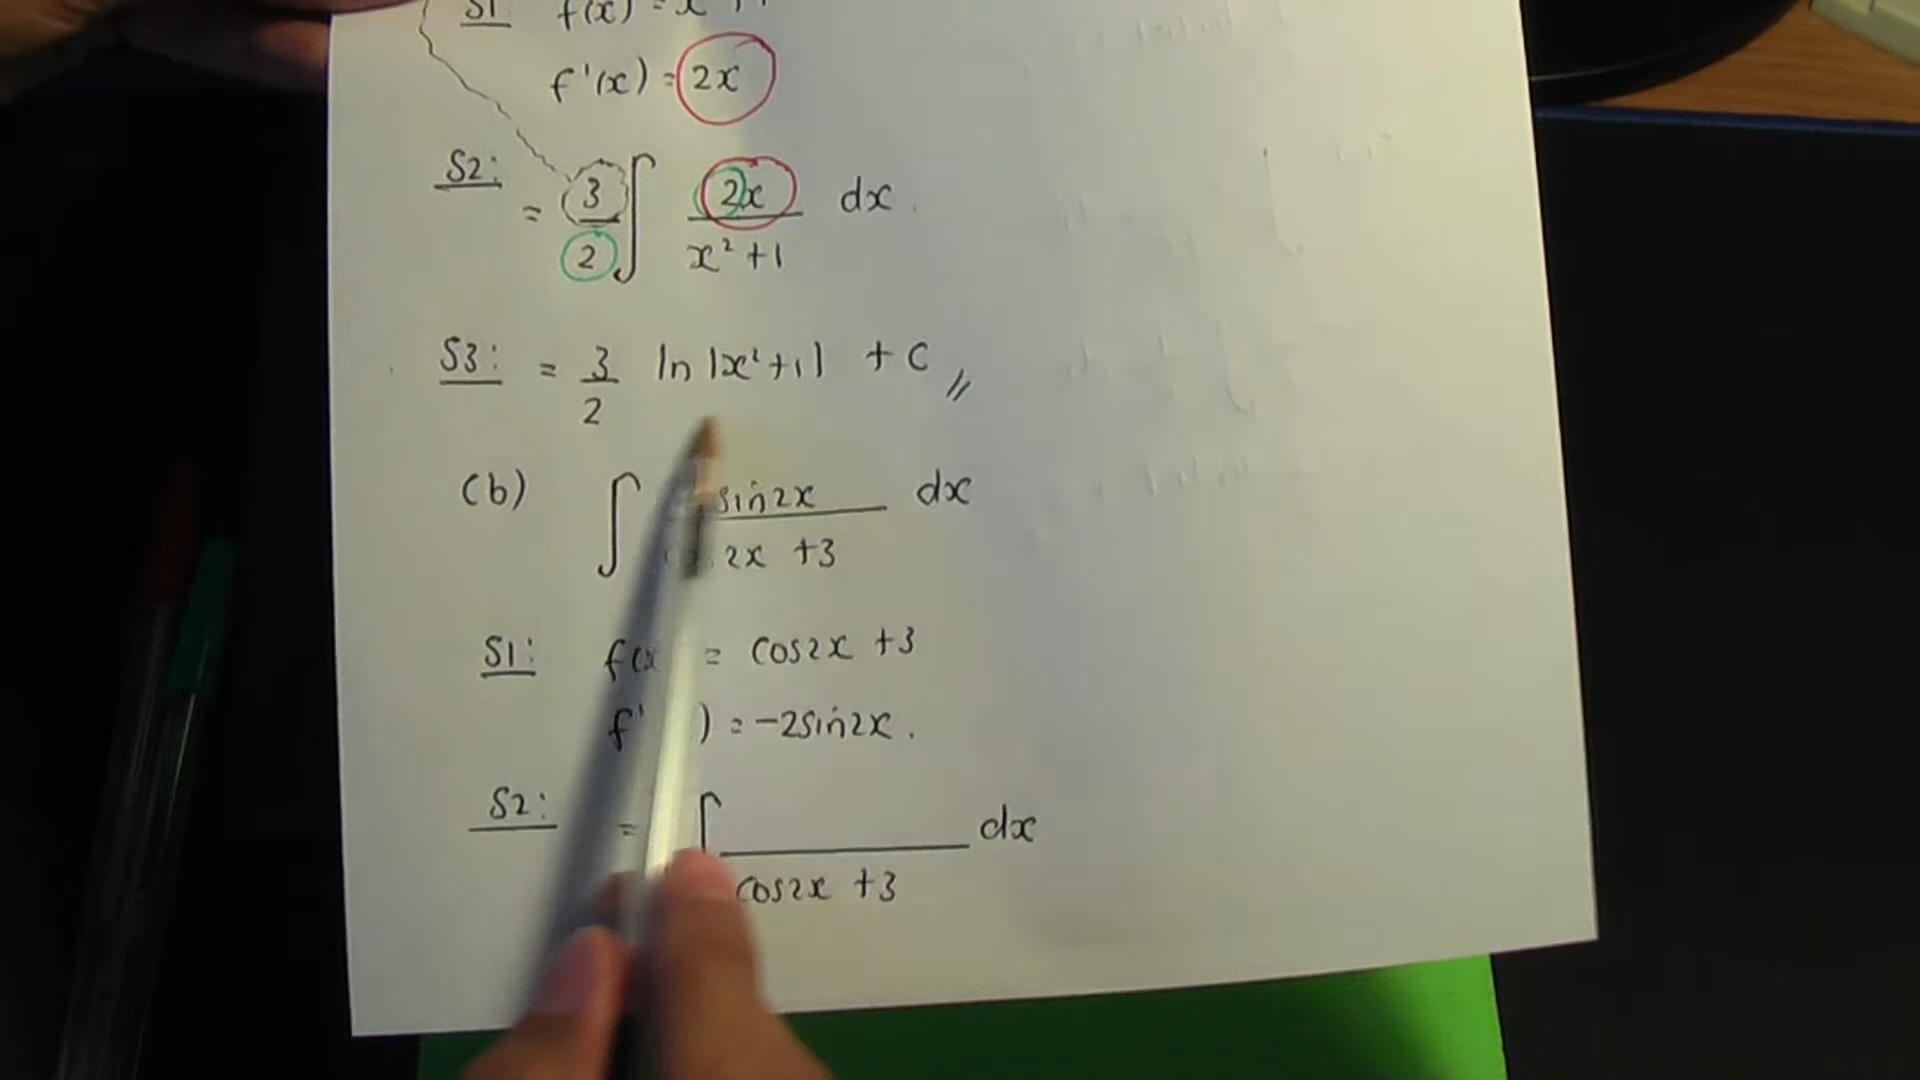 S1 f(x) = x
f'(x) = 2x
S2: = 3/2 ∫ 2x/(x² + 1) dx
S3: = 3/2 ln |x² + 1| + C //
(b) ∫ sin2x/(2x + 3) dx
S1: f(x = cos2x + 3
f' ) = -2sin2x.
S2: = ∫ /(cos2x + 3) dx